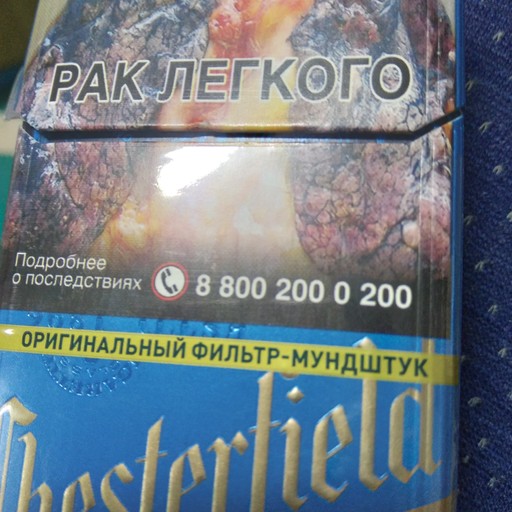 РАК ЛЕГКОГО
Подробнее
о последствиях
8 800 200 0 200
ОРИГИНАЛЬНЫЙ ФИЛЬТР-МУНДШТУК
Chesterfield